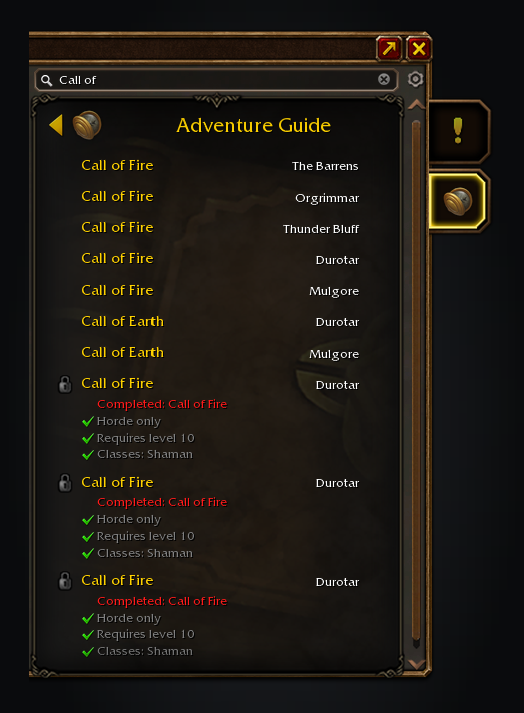 Call of
Adventure Guide
Call of Fire The Barrens
Call of Fire Orgrimmar
Call of Fire Thunder Bluff
Call of Fire Durotar
Call of Fire Mulgore
Call of Earth Durotar
Call of Earth Mulgore
Call of Fire Durotar
Completed: Call of Fire
Horde only
Requires level 10
Classes: Shaman
Call of Fire Durotar
Completed: Call of Fire
Horde only
Requires level 10
Classes: Shaman
Call of Fire Durotar
Completed: Call of Fire
Horde only
Requires level 10
Classes: Shaman